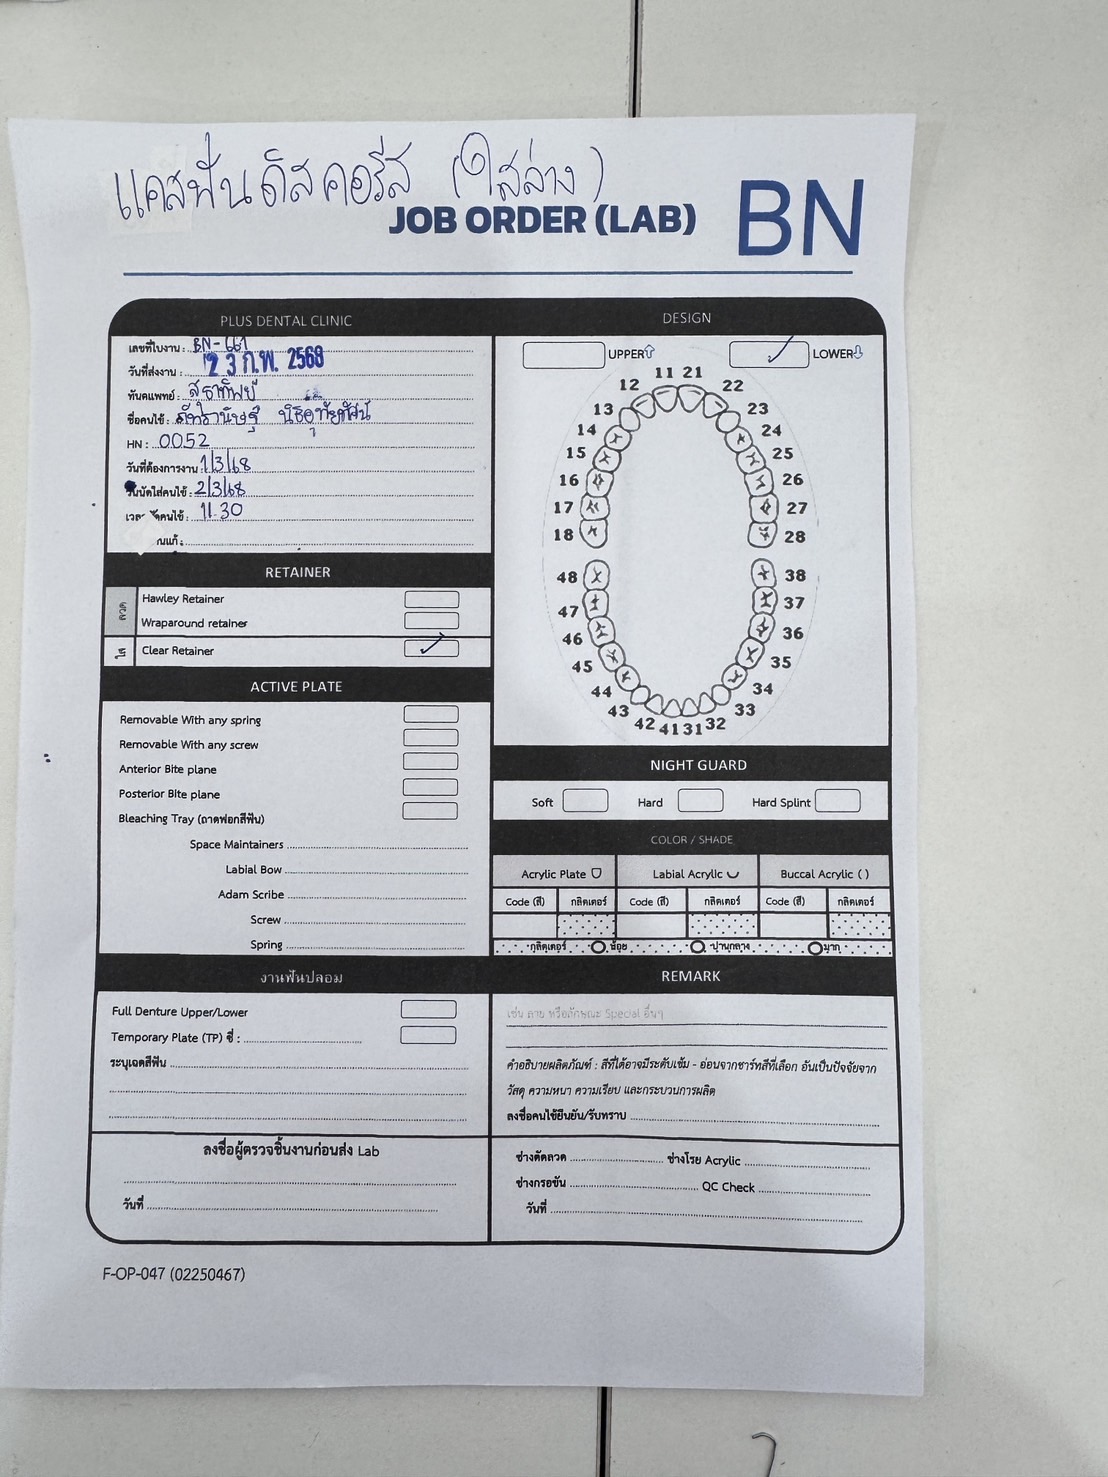 แคสฟันดิสคอรัส (ใสล่าง)
JOB ORDER (LAB)
BN
PLUS DENTAL CLINIC
เลขที่ใบงาน : BN-661
วันที่ส่งงาน : 2 3 ก.พ. 2568
ทันตแพทย์ : สุธาทิพย์
ชื่อคนไข้ :
HN : 0052
วันที่ต้องการงาน : 1/3/68
วันนัดใส่คนไข้ : 2/3/68
คนไข้ : 11.30
งานแก้ :
DESIGN
UPPER
LOWER
11 21
12 22
13 23
14 24
15 25
16 26
17 27
18 28
48 38
47 37
46 36
45 35
44 34
43 33
42 41 31 32
RETAINER
ลวด
Hawley Retainer
Wraparound retainer
ใส
Clear Retainer
ACTIVE PLATE
Removable With any spring
Removable With any screw
Anterior Bite plane
Posterior Bite plane
Bleaching Tray (ถาดฟอกสีฟัน)
Space Maintainers
Labial Bow
Adam Scribe
Screw
Spring
NIGHT GUARD
Soft Hard Hard Splint
COLOR / SHADE
Acrylic Plate Labial Acrylic Buccal Acrylic ( )
Code (สี) กลิตเตอร์ Code (สี) กลิตเตอร์ Code (สี) กลิตเตอร์
กลิตเตอร์ น้อย ปานกลาง มาก
งานฟันปลอม
Full Denture Upper/Lower
Temporary Plate (TP) ซี่ :
ระบุเฉดสีฟัน
REMARK
เช่น ลาย หรือลักษณะ Special อื่นๆ
คำอธิบายผลิตภัณฑ์ : สีที่ได้อาจมีระดับเข้ม - อ่อนจากชาร์ทสีที่เลือก อันเป็นปัจจัยจาก
วัสดุ ความหนา ความเรียบ และกระบวนการผลิต
ลงชื่อคนไข้ยืนยัน/รับทราบ
ลงชื่อผู้ตรวจชิ้นงานก่อนส่ง Lab
วันที่
ช่างดัดลวด ช่างโรย Acrylic
ช่างกรอขัน QC Check
วันที่
F-OP-047 (02250467)